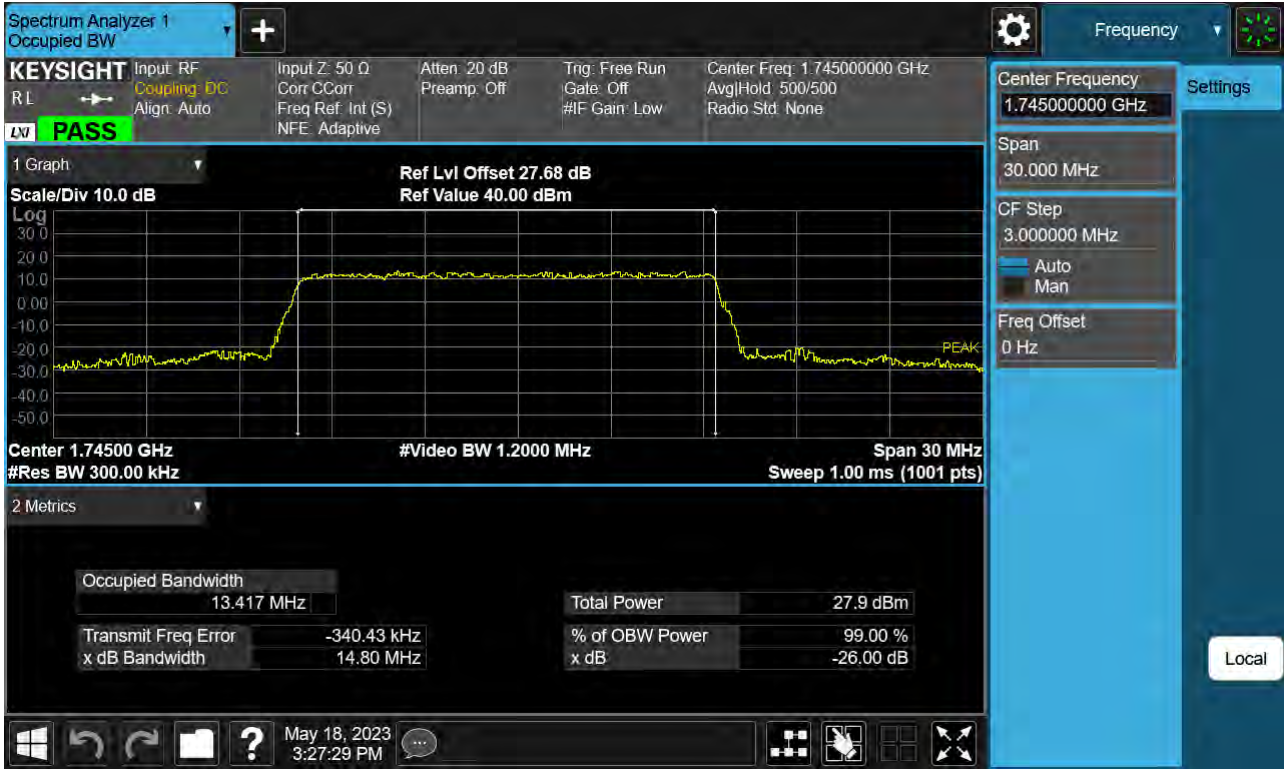 Spectrum Analyzer 1
Occupied BW
Frequency
KEYSIGHT
RL
LXI
PASS
Input: RF
Coupling: DC
Align: Auto
Input Z: 50 Ω
Corr CCorr
Freq Ref: Int (S)
NFE: Adaptive
Atten: 20 dB
Preamp: Off
Trig: Free Run
Gate: Off
#IF Gain: Low
Center Freq: 1.745000000 GHz
Avg|Hold: 500/500
Radio Std: None
Center Frequency
1.745000000 GHz
Settings
Span
30.000 MHz
CF Step
3.000000 MHz
Auto
Man
Freq Offset
0 Hz
Local
1 Graph
Scale/Div 10.0 dB
Ref Lvl Offset 27.68 dB
Ref Value 40.00 dBm
Log
30.0
20.0
10.0
0.00
-10.0
-20.0
-30.0
-40.0
-50.0
PEAK
Center 1.74500 GHz
#Video BW 1.2000 MHz
Span 30 MHz
#Res BW 300.00 kHz
Sweep 1.00 ms (1001 pts)
2 Metrics
Occupied Bandwidth
13.417 MHz
Total Power 27.9 dBm
Transmit Freq Error -340.43 kHz
% of OBW Power 99.00 %
x dB Bandwidth 14.80 MHz
x dB -26.00 dB
?
May 18, 2023
3:27:29 PM